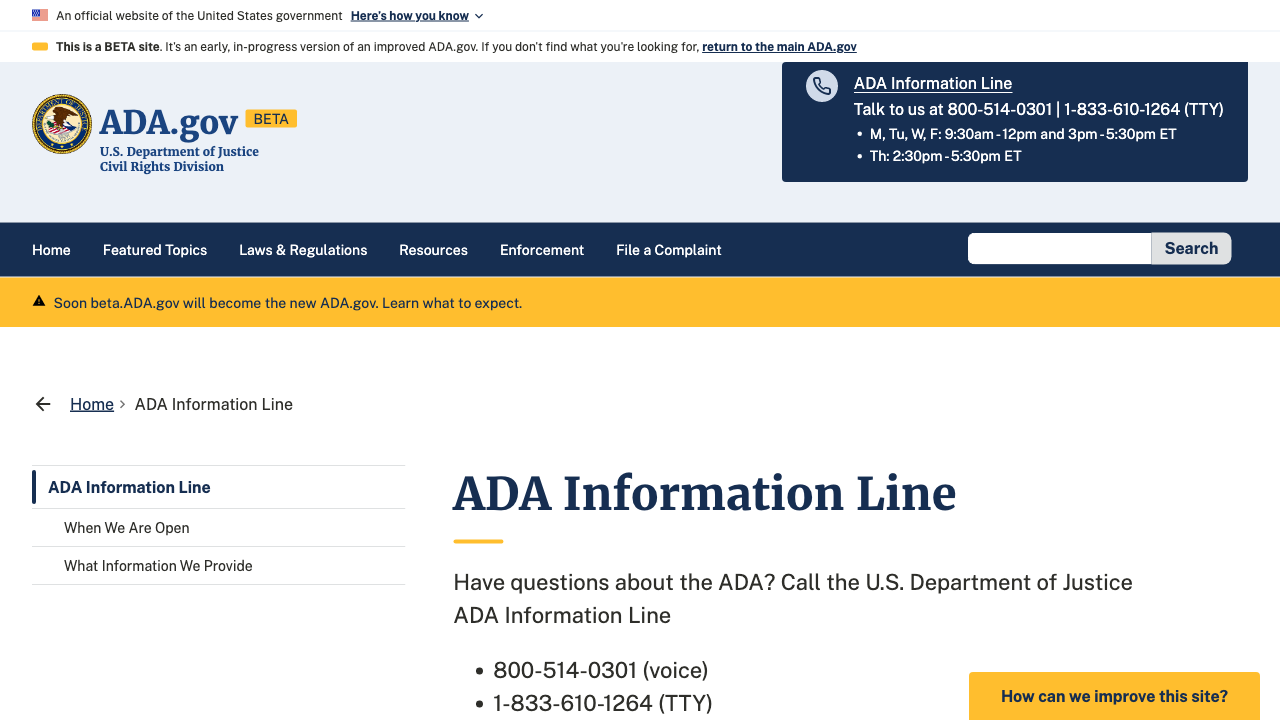 An official website of the United States government Here's how you know
This is a BETA site. It's an early, in-progress version of an improved ADA.gov. If you don't find what you're looking for, return to the main ADA.gov
ADA.gov BETA
U.S. Department of Justice
Civil Rights Division
ADA Information Line
Talk to us at 800-514-0301 | 1-833-610-1264 (TTY)
• M, Tu, W, F: 9:30am - 12pm and 3pm - 5:30pm ET
• Th: 2:30pm - 5:30pm ET
Home Featured Topics Laws & Regulations Resources Enforcement File a Complaint Search
Soon beta.ADA.gov will become the new ADA.gov. Learn what to expect.
Home > ADA Information Line
ADA Information Line
When We Are Open
What Information We Provide
ADA Information Line
Have questions about the ADA? Call the U.S. Department of Justice
ADA Information Line
• 800-514-0301 (voice)
• 1-833-610-1264 (TTY)
How can we improve this site?